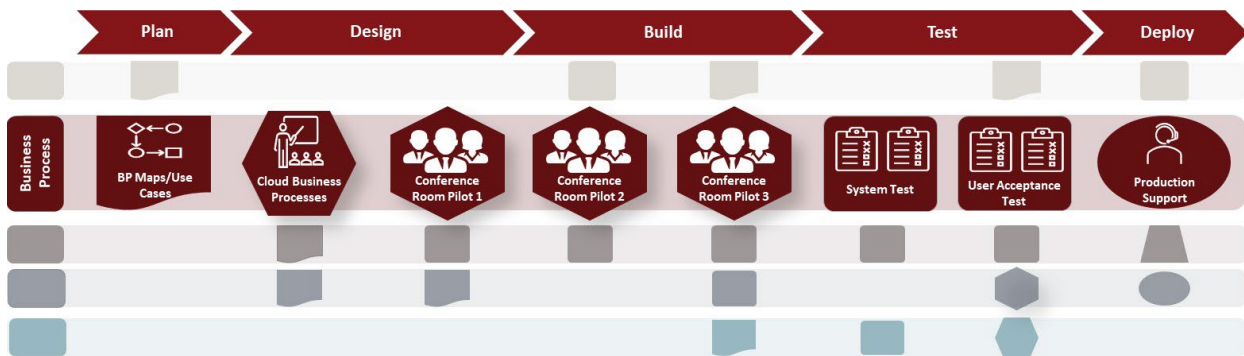 Plan
Design
Build
Test
Deploy
Business
Process
BP Maps/Use
Cases
Cloud Business
Processes
Conference
Room Pilot 1
Conference
Room Pilot 2
Conference
Room Pilot 3
System Test
User Acceptance
Test
Production
Support